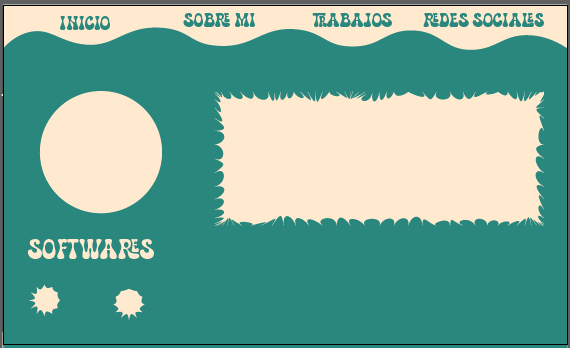 INICIO
SOBRE MI
TRABAJOS
REDES SOCIALES
SOFTWARES